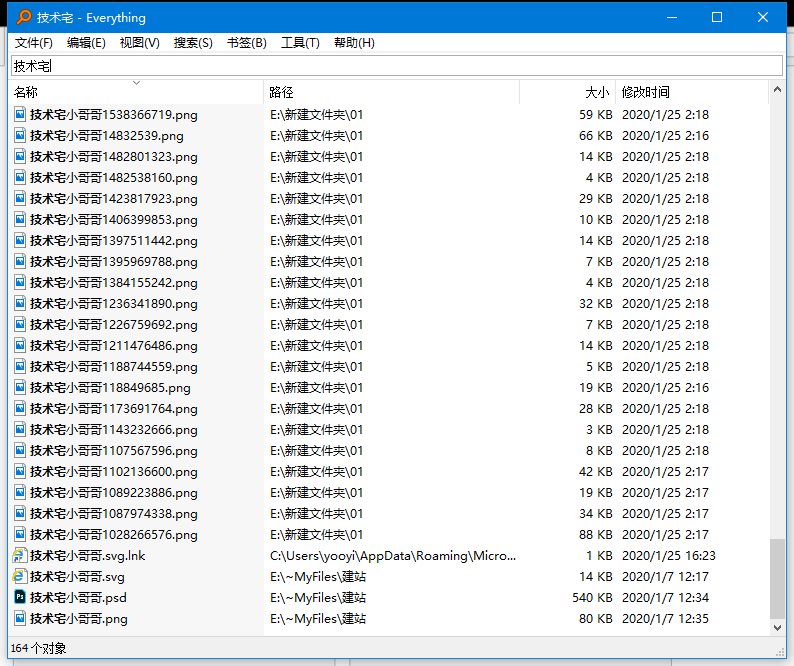 技术宅 - Everything
文件(F) 编辑(E) 视图(V) 搜索(S) 书签(B) 工具(T) 帮助(H)
技术宅
名称 路径 大小 修改时间
技术宅小哥哥1538366719.png E:\新建文件夹\01 59 KB 2020/1/25 2:18
技术宅小哥哥14832539.png E:\新建文件夹\01 66 KB 2020/1/25 2:16
技术宅小哥哥1482801323.png E:\新建文件夹\01 14 KB 2020/1/25 2:18
技术宅小哥哥1482538160.png E:\新建文件夹\01 4 KB 2020/1/25 2:18
技术宅小哥哥1423817923.png E:\新建文件夹\01 29 KB 2020/1/25 2:18
技术宅小哥哥1406399853.png E:\新建文件夹\01 10 KB 2020/1/25 2:18
技术宅小哥哥1397511442.png E:\新建文件夹\01 14 KB 2020/1/25 2:18
技术宅小哥哥1395969788.png E:\新建文件夹\01 7 KB 2020/1/25 2:18
技术宅小哥哥1384155242.png E:\新建文件夹\01 4 KB 2020/1/25 2:18
技术宅小哥哥1236341890.png E:\新建文件夹\01 32 KB 2020/1/25 2:18
技术宅小哥哥1226759692.png E:\新建文件夹\01 7 KB 2020/1/25 2:18
技术宅小哥哥1211476486.png E:\新建文件夹\01 14 KB 2020/1/25 2:18
技术宅小哥哥1188744559.png E:\新建文件夹\01 5 KB 2020/1/25 2:18
技术宅小哥哥118849685.png E:\新建文件夹\01 19 KB 2020/1/25 2:16
技术宅小哥哥1173691764.png E:\新建文件夹\01 28 KB 2020/1/25 2:18
技术宅小哥哥1143232666.png E:\新建文件夹\01 3 KB 2020/1/25 2:18
技术宅小哥哥1107567596.png E:\新建文件夹\01 8 KB 2020/1/25 2:18
技术宅小哥哥1102136600.png E:\新建文件夹\01 42 KB 2020/1/25 2:17
技术宅小哥哥1089223886.png E:\新建文件夹\01 19 KB 2020/1/25 2:17
技术宅小哥哥1087974338.png E:\新建文件夹\01 34 KB 2020/1/25 2:17
技术宅小哥哥1028266576.png E:\新建文件夹\01 88 KB 2020/1/25 2:17
技术宅小哥哥.svg.lnk C:\Users\yooyi\AppData\Roaming\Micro... 1 KB 2020/1/25 16:23
技术宅小哥哥.svg E:\~MyFiles\建站 14 KB 2020/1/7 12:17
技术宅小哥哥.psd E:\~MyFiles\建站 540 KB 2020/1/7 12:34
技术宅小哥哥.png E:\~MyFiles\建站 80 KB 2020/1/7 12:35
164 个对象